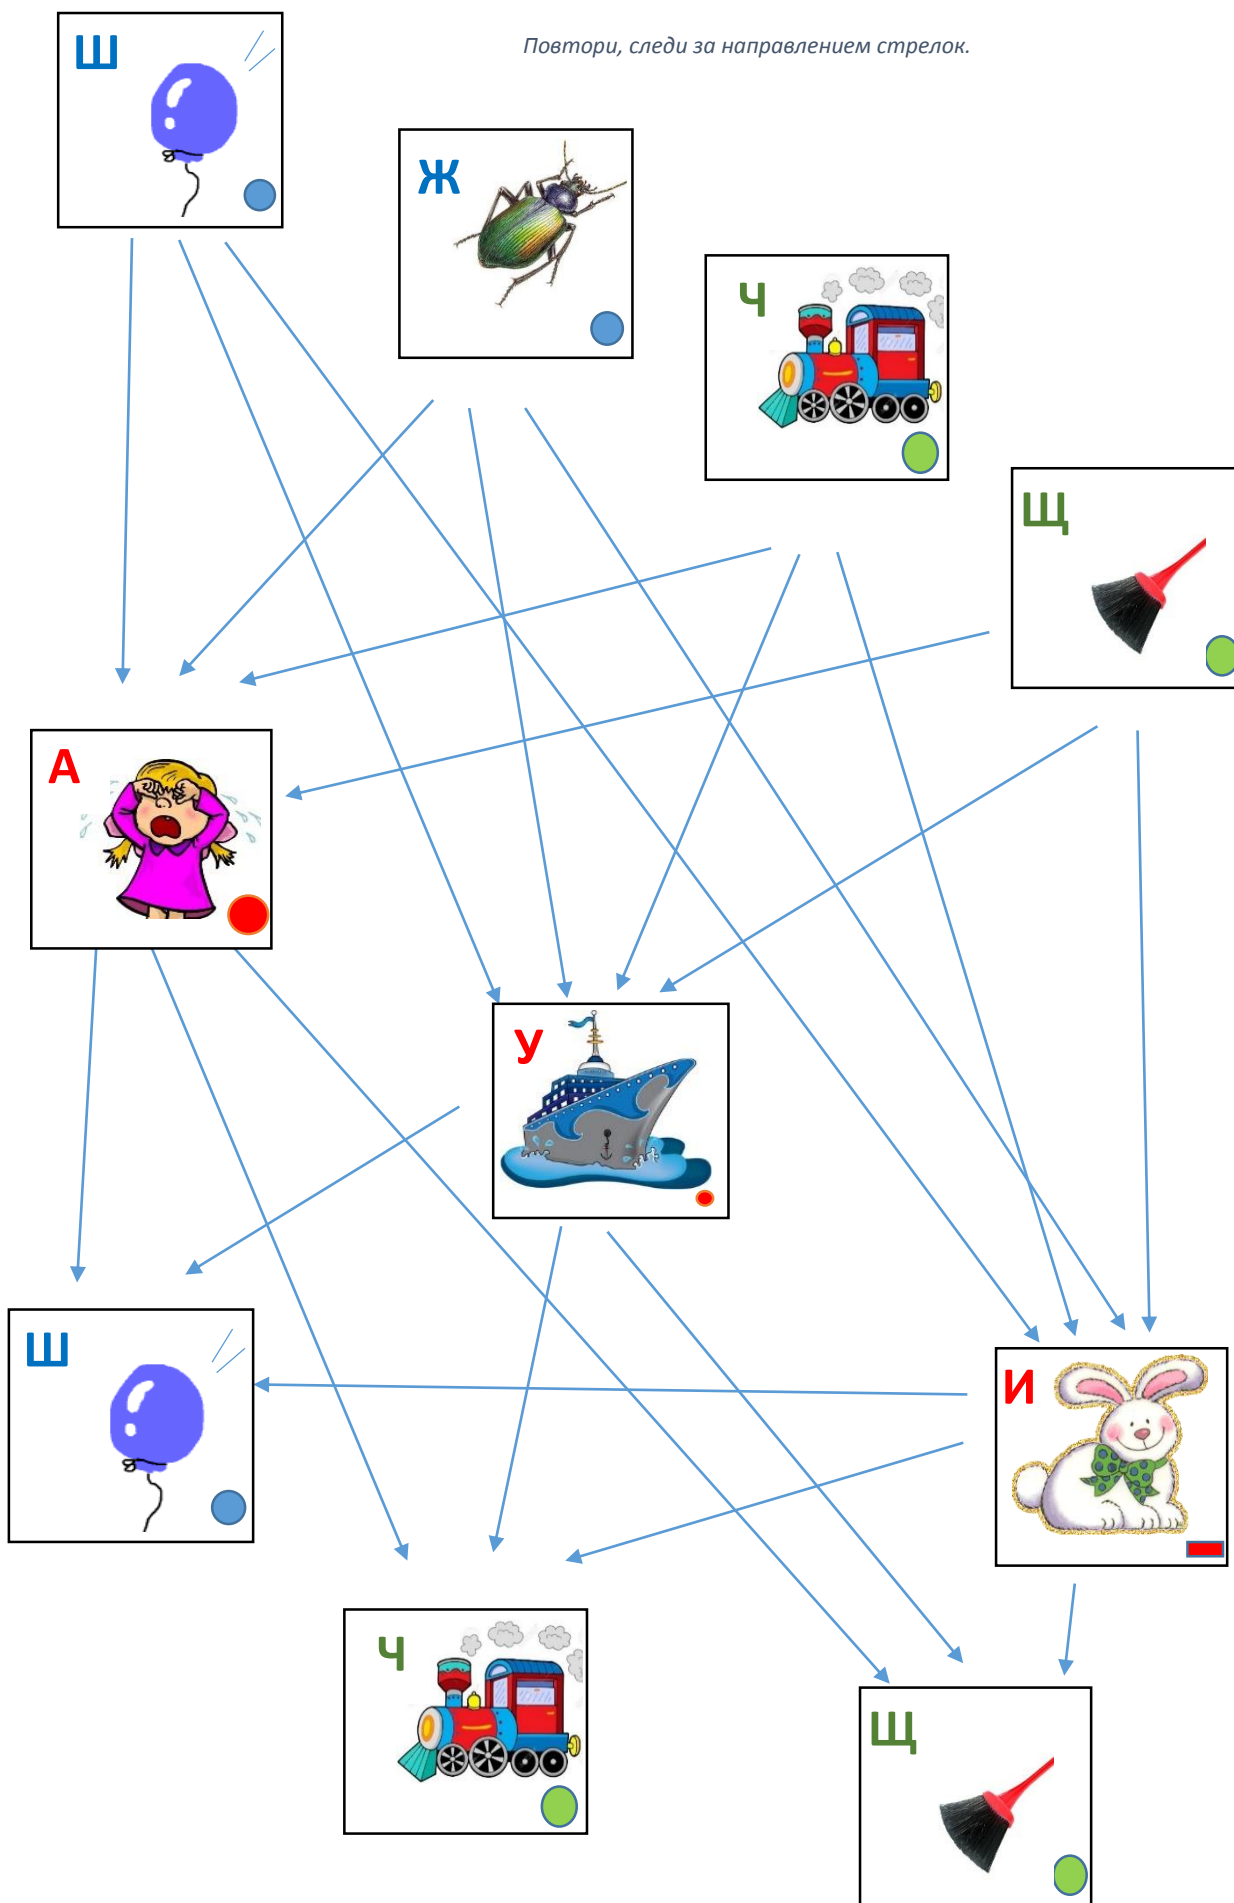 Ш
Повтори, следи за направлением стрелок.
Ж
Ч
Щ
А
У
Ш
И
Ч
Щ